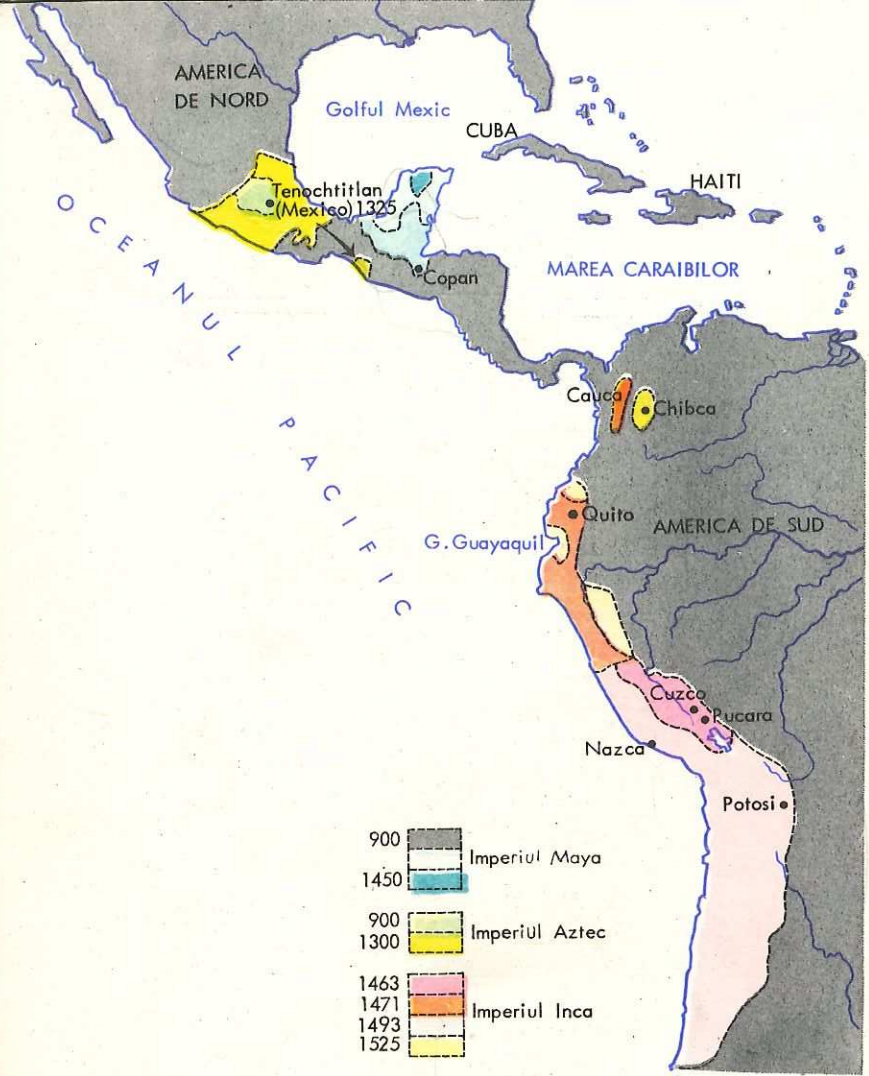 AMERICA
DE NORD
Golful Mexic
CUBA
HAITI
Tenochtitlan
(Mexico) 1325
Copan
MAREA CARAIBILOR
OCEANUL PACIFIC
Cauca
Chibca
Quito
AMERICA DE SUD
G. Guayaquil
Cuzco
Pucara
Nazca
Potosi
900
Imperiul Maya
1450
900
1300
Imperiul Aztec
1463
1471
Imperiul Inca
1493
1525